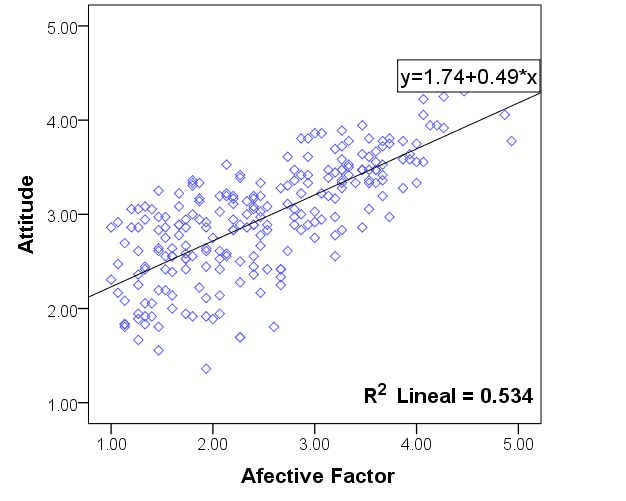 5.00
y=1.74+0.49*x
4.00
Attitude
3.00
2.00
R² Lineal = 0.534
1.00
1.00 2.00 3.00 4.00 5.00
Afective Factor